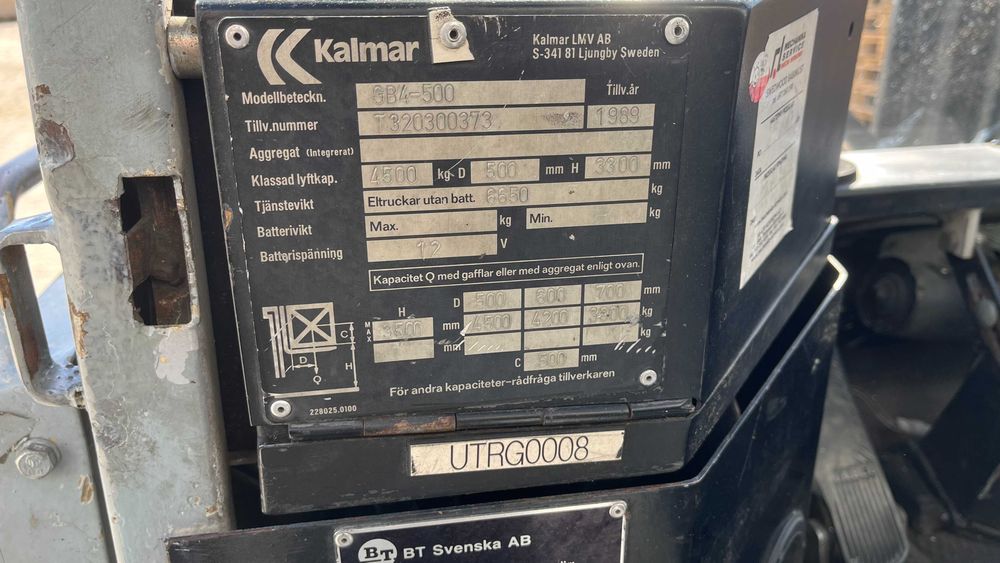 Kalmar
Kalmar LMV AB
S-341 81 Ljungby Sweden
Modellbeteckn. GB4-500 Tillv.år
Tillv.nummer T320300373 1989
Aggregat (Integrerat)
Klassad lyftkap. 4500 kg D 500 mm H 3300 mm
Tjänstevikt Eltruckar utan batt. 6650 kg
Batterivikt Max. kg Min. kg
Batterispänning 12 V
Kapacitet Q med gafflar eller med aggregat enligt ovan.
H D 500 600 700 mm
MAX 3500 mm 4500 4200 kg
mm kg
C 500 mm
C
D H
Q
För andra kapaciteter-rådfråga tillverkaren
228025.0100
UTRG0008
BT BT Svenska AB
MECHANIKA
SERVICE